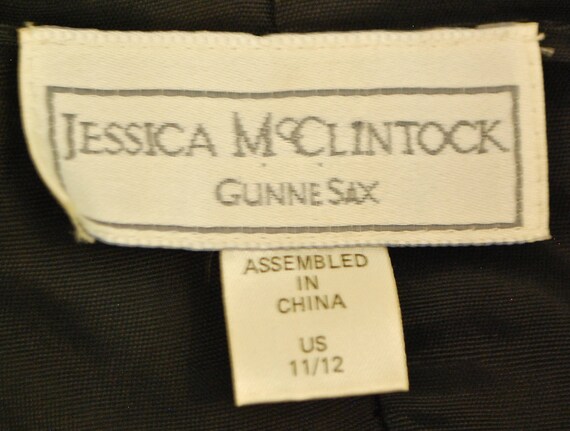 JESSICA McCLINTOCK
GUNNE SAX
ASSEMBLED
IN
CHINA
US
11/12